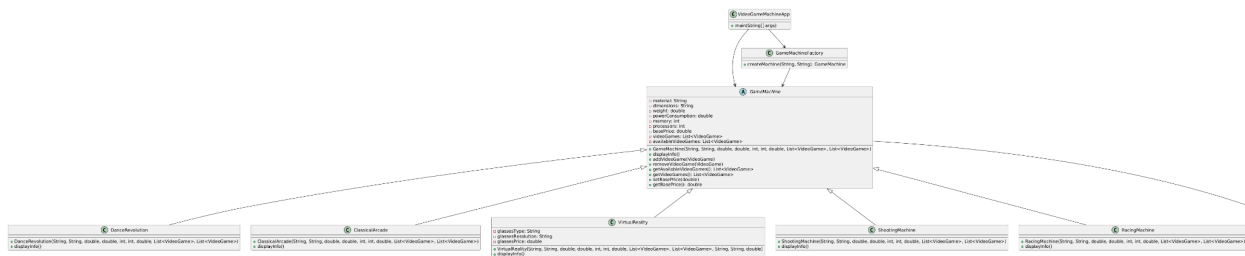 C VideoGameMachineApp
main(String[] args)
C GameMachineFactory
createMachine(String, String): GameMachine
A GameMachine
material: String
dimensions: String
weight: double
powerConsumption: double
memory: int
processors: int
basePrice: double
videoGames: List<VideoGame>
availableVideoGames: List<VideoGame>
GameMachine(String, String, double, double, int, int, double, List<VideoGame>, List<VideoGame>)
displayInfo()
addVideoGame(VideoGame)
removeVideoGame(VideoGame)
getAvailableVideoGames(): List<VideoGame>
getVideoGames(): List<VideoGame>
setBasePrice(double)
getBasePrice(): double
C DanceRevolution
DanceRevolution(String, String, double, double, int, int, double, List<VideoGame>, List<VideoGame>)
displayInfo()
C ClassicalArcade
ClassicalArcade(String, String, double, double, int, int, double, List<VideoGame>, List<VideoGame>)
displayInfo()
C VirtualReality
glassesType: String
glassesResolution: String
glassesPrice: double
VirtualReality(String, String, double, double, int, int, double, List<VideoGame>, List<VideoGame>, String, String, double)
displayInfo()
C ShootingMachine
ShootingMachine(String, String, double, double, int, int, double, List<VideoGame>, List<VideoGame>)
displayInfo()
C RacingMachine
RacingMachine(String, String, double, double, int, int, double, List<VideoGame>, List<VideoGame>)
displayInfo()